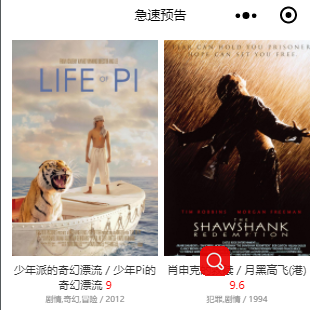 急速预告
LIFE OF PI
FEAR CAN HOLD YOU PRISONER
HOPE CAN SET YOU FREE.
TIM ROBBINS MORGAN FREEMAN
THE
SHAWSHANK
REDEMPTION
少年派的奇幻漂流 / 少年Pi的
奇幻漂流 9
剧情,奇幻,冒险 / 2012
肖申克 / 月黑高飞(港)
9.6
犯罪,剧情 / 1994